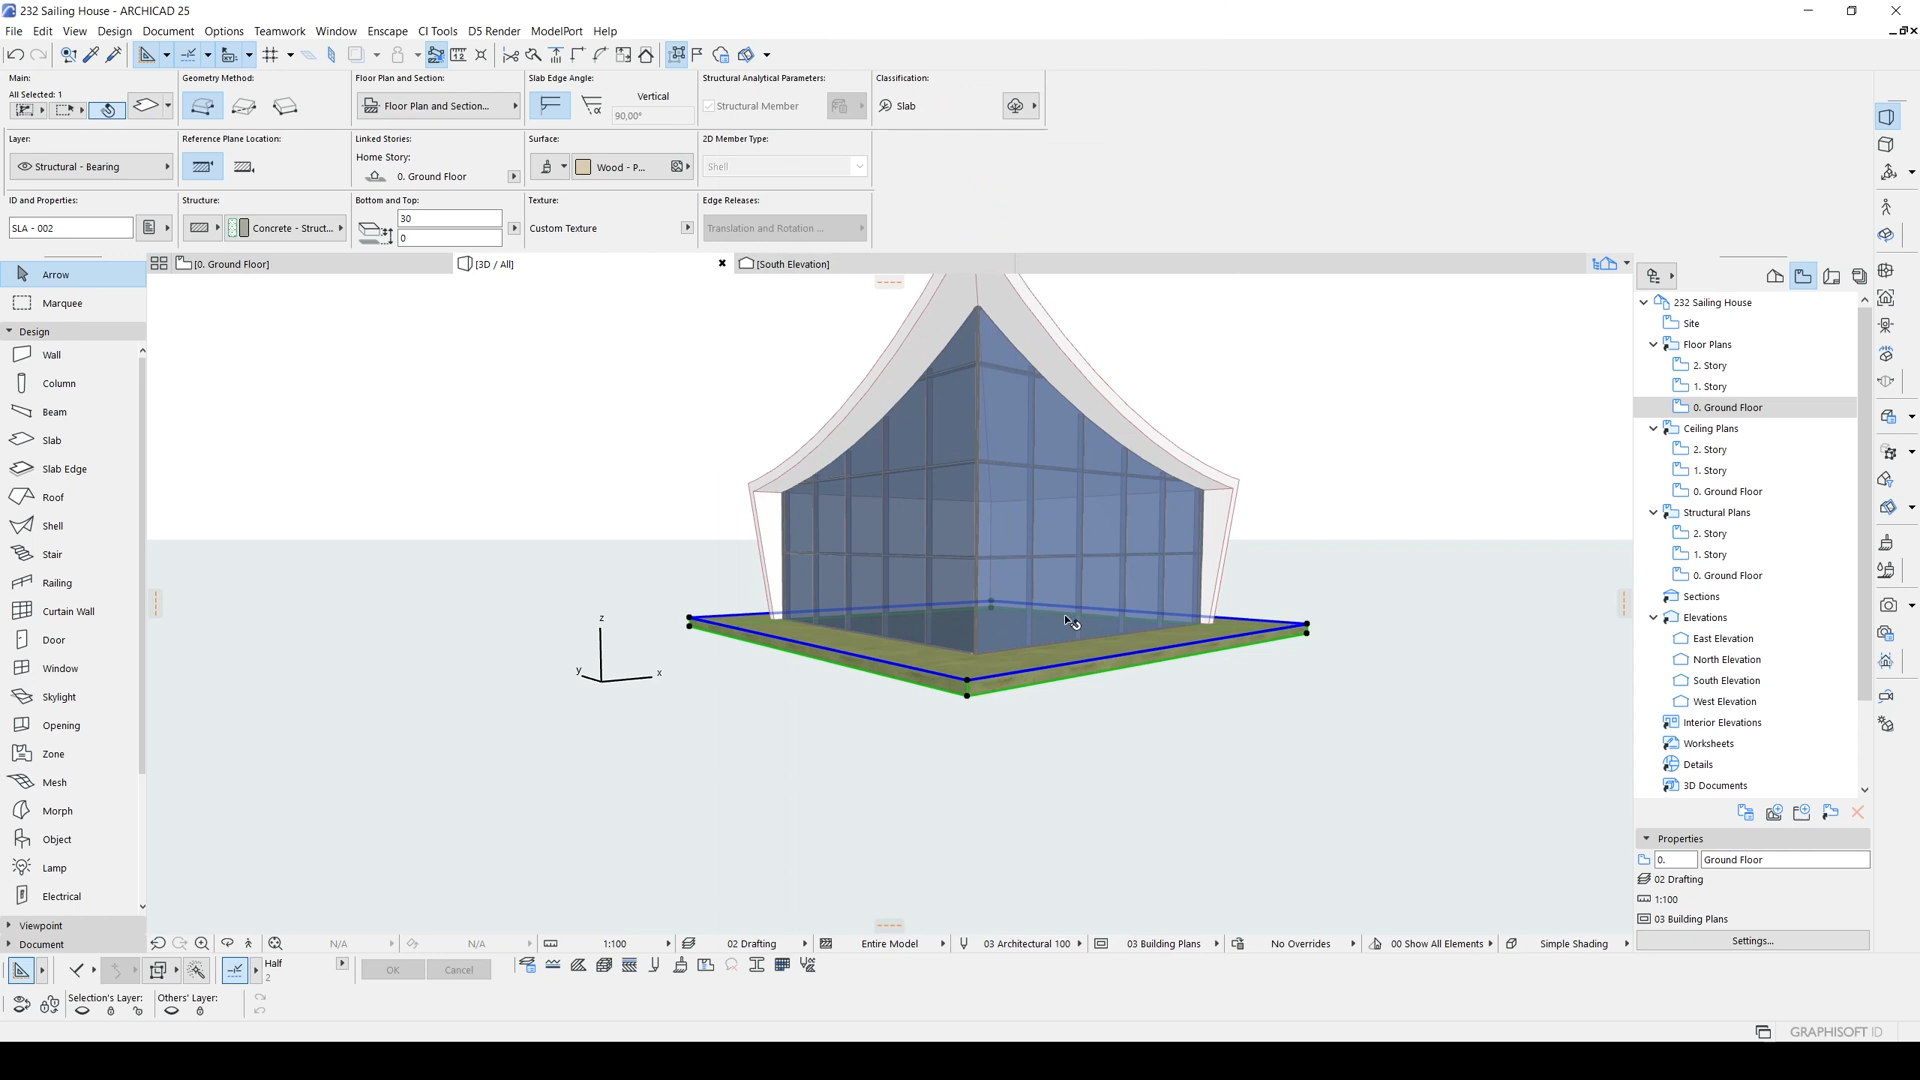 232 Sailing House - ARCHICAD 25
File Edit View Design Document Options Teamwork Window Enscape CI Tools D5 Render ModelPort Help
Main: Geometry Method: Floor Plan and Section: Slab Edge Angle: Structural Analytical Parameters: Classification:
All Selected: 1
Vertical
Floor Plan and Section... Structural Member Slab
90,00°
Layer: Reference Plane Location: Linked Stories: Surface: 2D Member Type:
Home Story:
Structural - Bearing Wood - P... Shell
0. Ground Floor
ID and Properties: Structure: Bottom and Top: Texture: Edge Releases:
30
SLA - 002 Concrete - Struct... Custom Texture Translation and Rotation ...
0
[0. Ground Floor] [3D / All] [South Elevation]
Arrow
Marquee
Design
Wall
Column
Beam
Slab
Slab Edge
Roof
Shell
Stair
Railing
Curtain Wall
Door
Window
Skylight
Opening
Zone
Mesh
Morph
Object
Lamp
Electrical
Viewpoint
Document
z
y
x
232 Sailing House
Site
Floor Plans
2. Story
1. Story
0. Ground Floor
Ceiling Plans
2. Story
1. Story
0. Ground Floor
Structural Plans
2. Story
1. Story
0. Ground Floor
Sections
Elevations
East Elevation
North Elevation
South Elevation
West Elevation
Interior Elevations
Worksheets
Details
3D Documents
Properties
0. Ground Floor
02 Drafting
1:100
03 Building Plans
Settings...
N/A N/A 1:100 02 Drafting Entire Model 03 Architectural 100 03 Building Plans No Overrides 00 Show All Elements Simple Shading
Half
2
OK Cancel
Selection's Layer: Others' Layer:
GRAPHISOFT ID